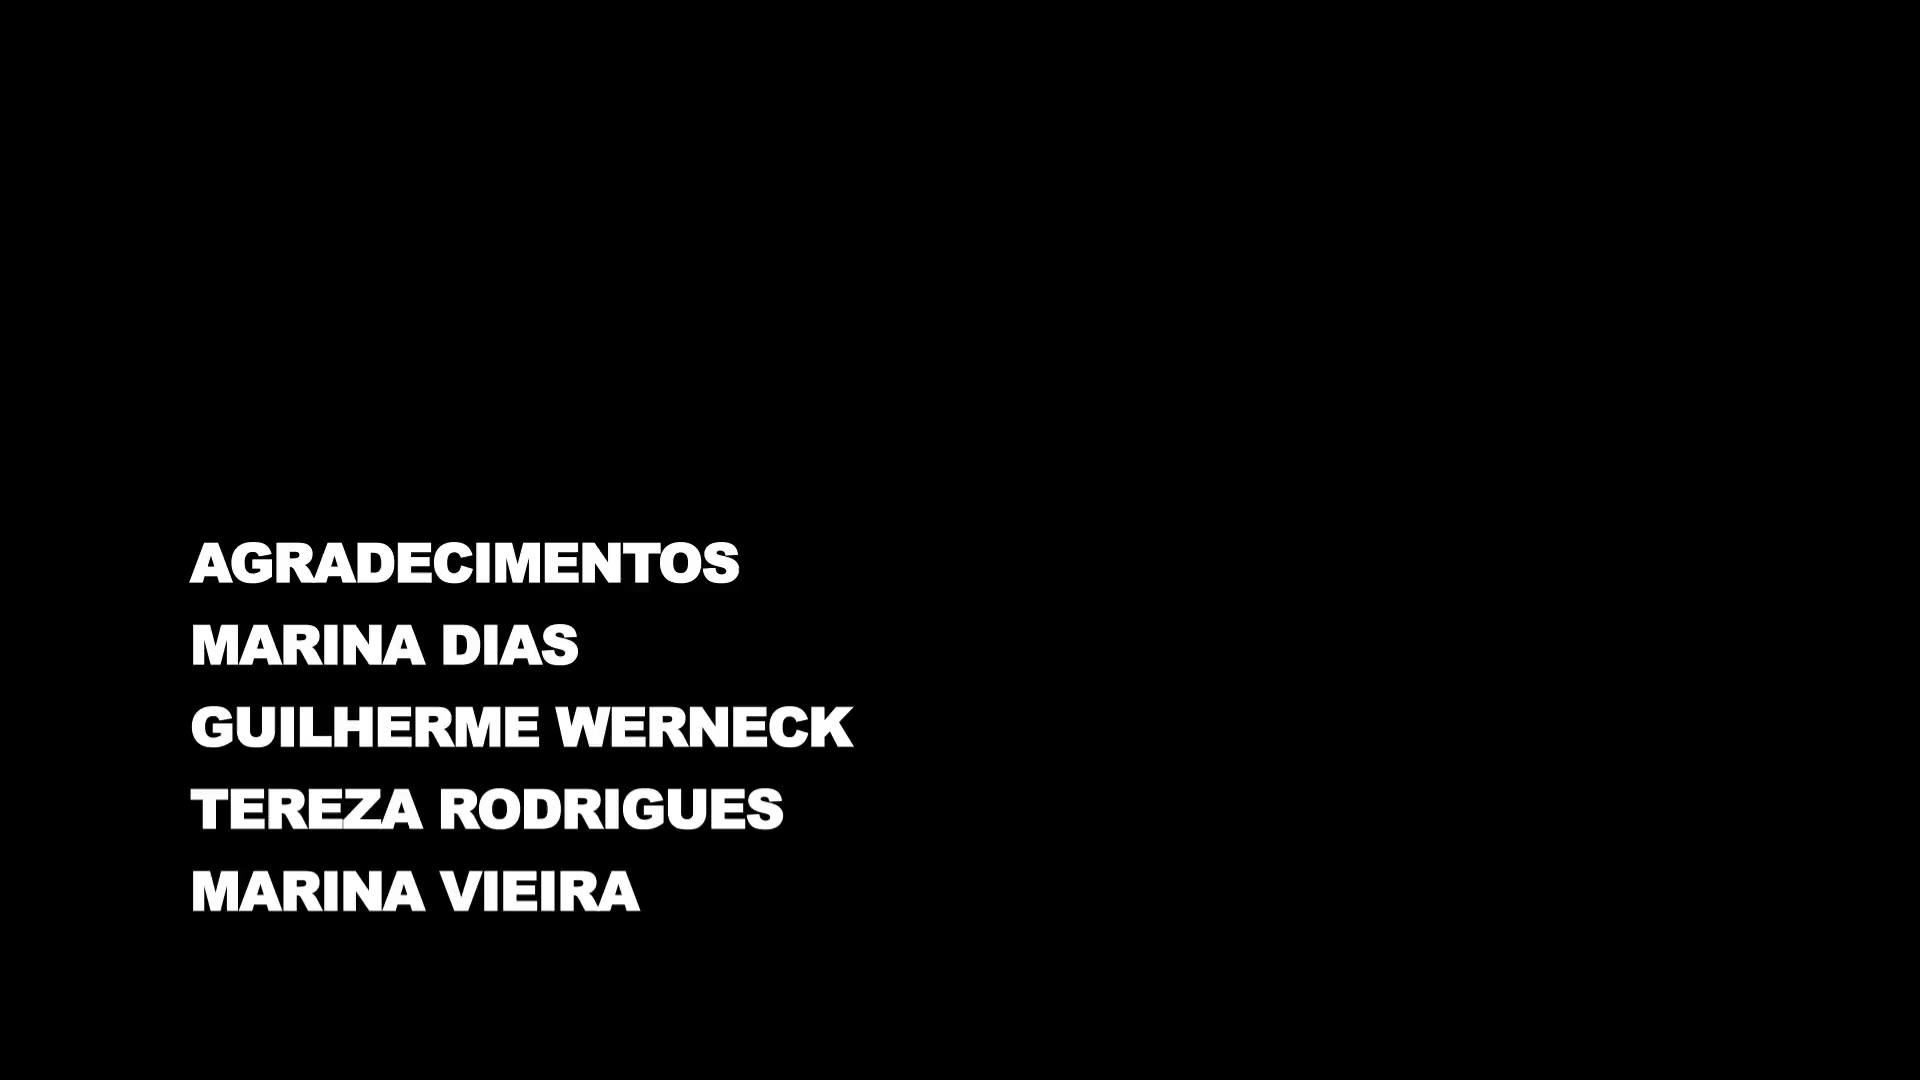 AGRADECIMENTOS
MARINA DIAS
GUILHERME WERNECK
TEREZA RODRIGUES
MARINA VIEIRA